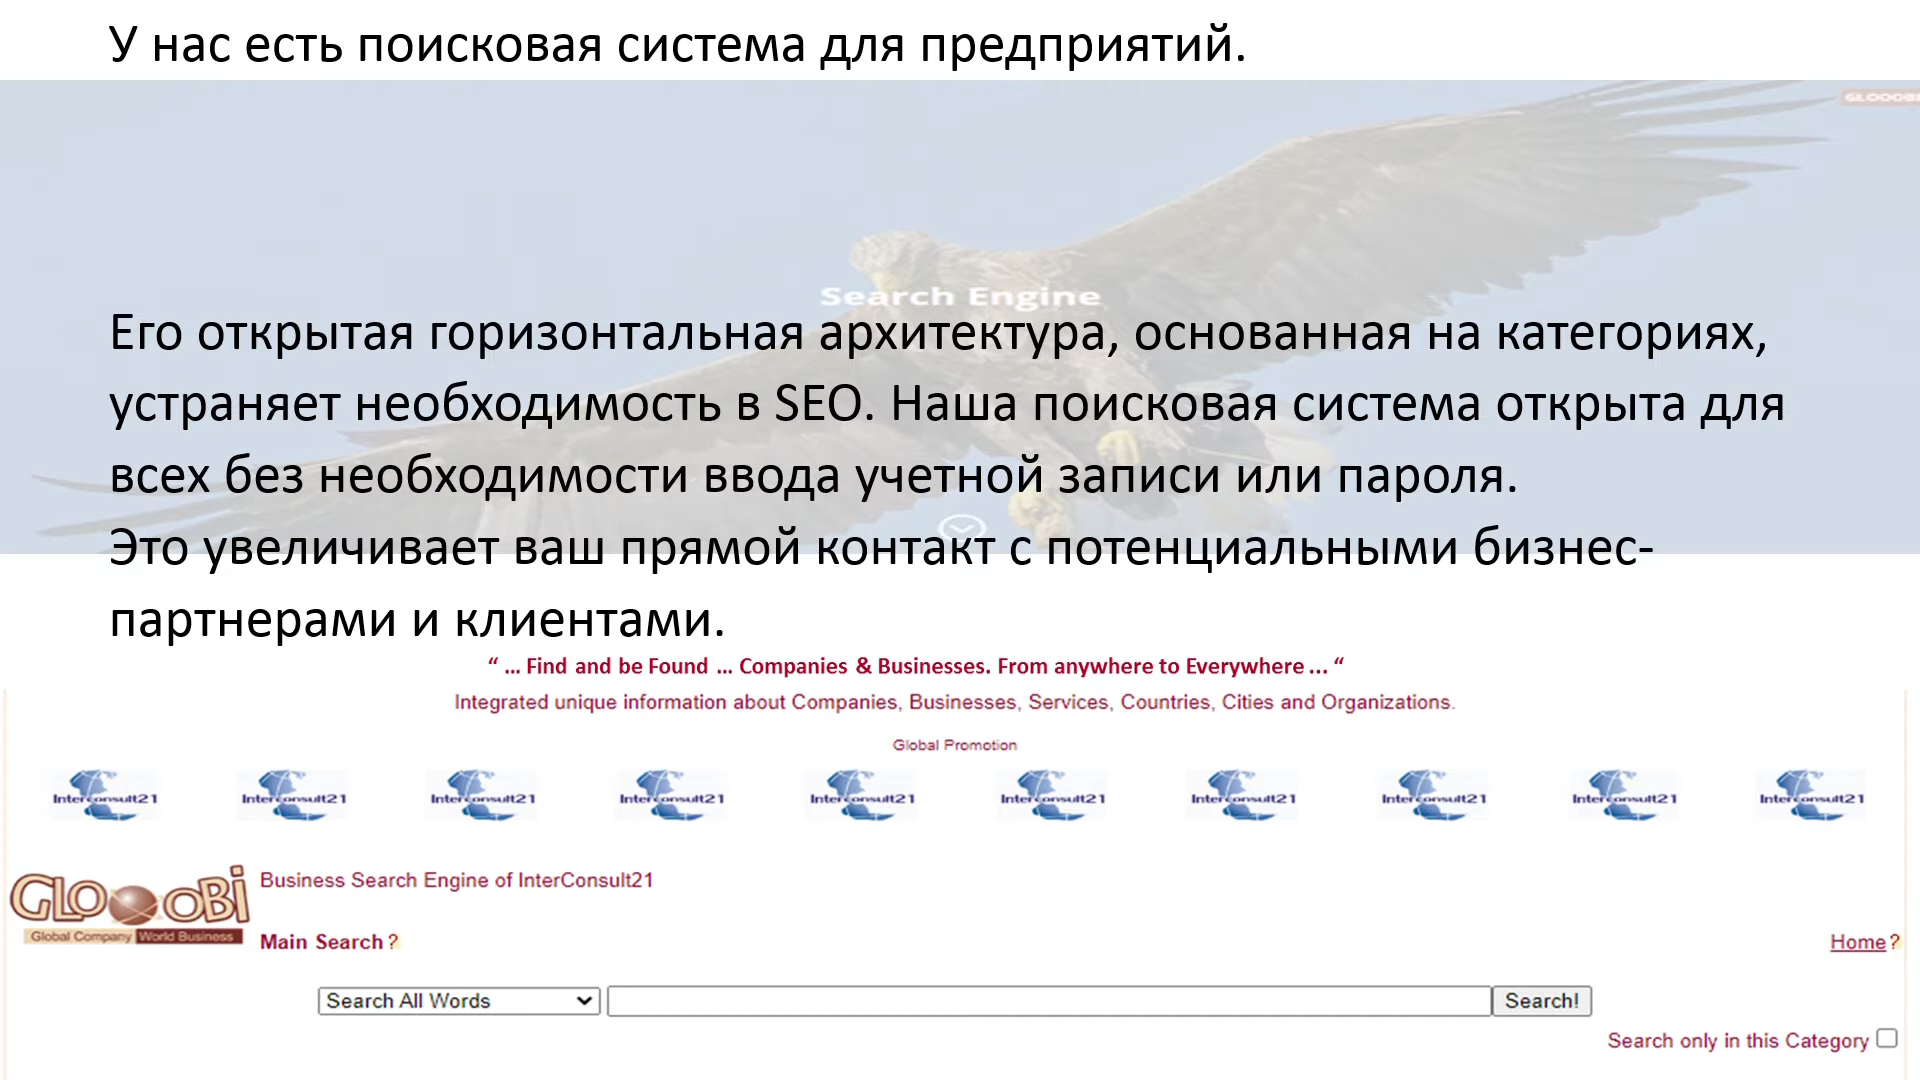 У нас есть поисковая система для предприятий.
GLOOOBI
Search Engine
Его открытая горизонтальная архитектура, основанная на категориях,
устраняет необходимость в SEO. Наша поисковая система открыта для
всех без необходимости ввода учетной записи или пароля.
Это увеличивает ваш прямой контакт с потенциальными бизнес-
партнерами и клиентами.
“ ... Find and be Found ... Companies & Businesses. From anywhere to Everywhere ... “
Integrated unique information about Companies, Businesses, Services, Countries, Cities and Organizations.
Global Promotion
Interconsult21 Interconsult21 Interconsult21 Interconsult21 Interconsult21 Interconsult21 Interconsult21 Interconsult21 Interconsult21 Interconsult21
GLOOOBI
Global Company World Business
Business Search Engine of InterConsult21
Main Search ?
Home ?
Search All Words
Search!
Search only in this Category